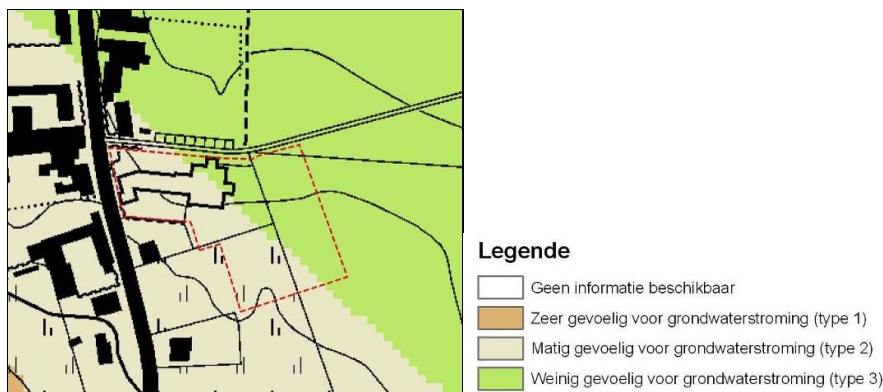 Legende
Geen informatie beschikbaar
Zeer gevoelig voor grondwaterstroming (type 1)
Matig gevoelig voor grondwaterstroming (type 2)
Weinig gevoelig voor grondwaterstroming (type 3)